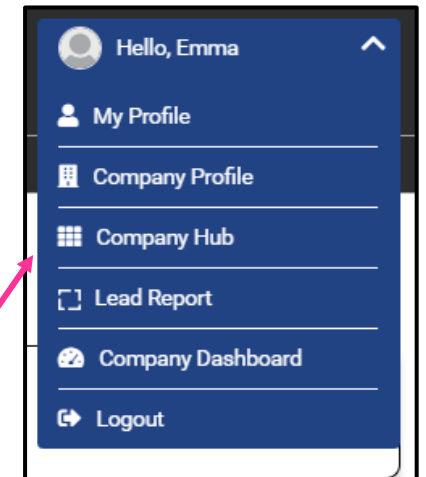 Hello, Emma
My Profile
Company Profile
Company Hub
Lead Report
Company Dashboard
Logout